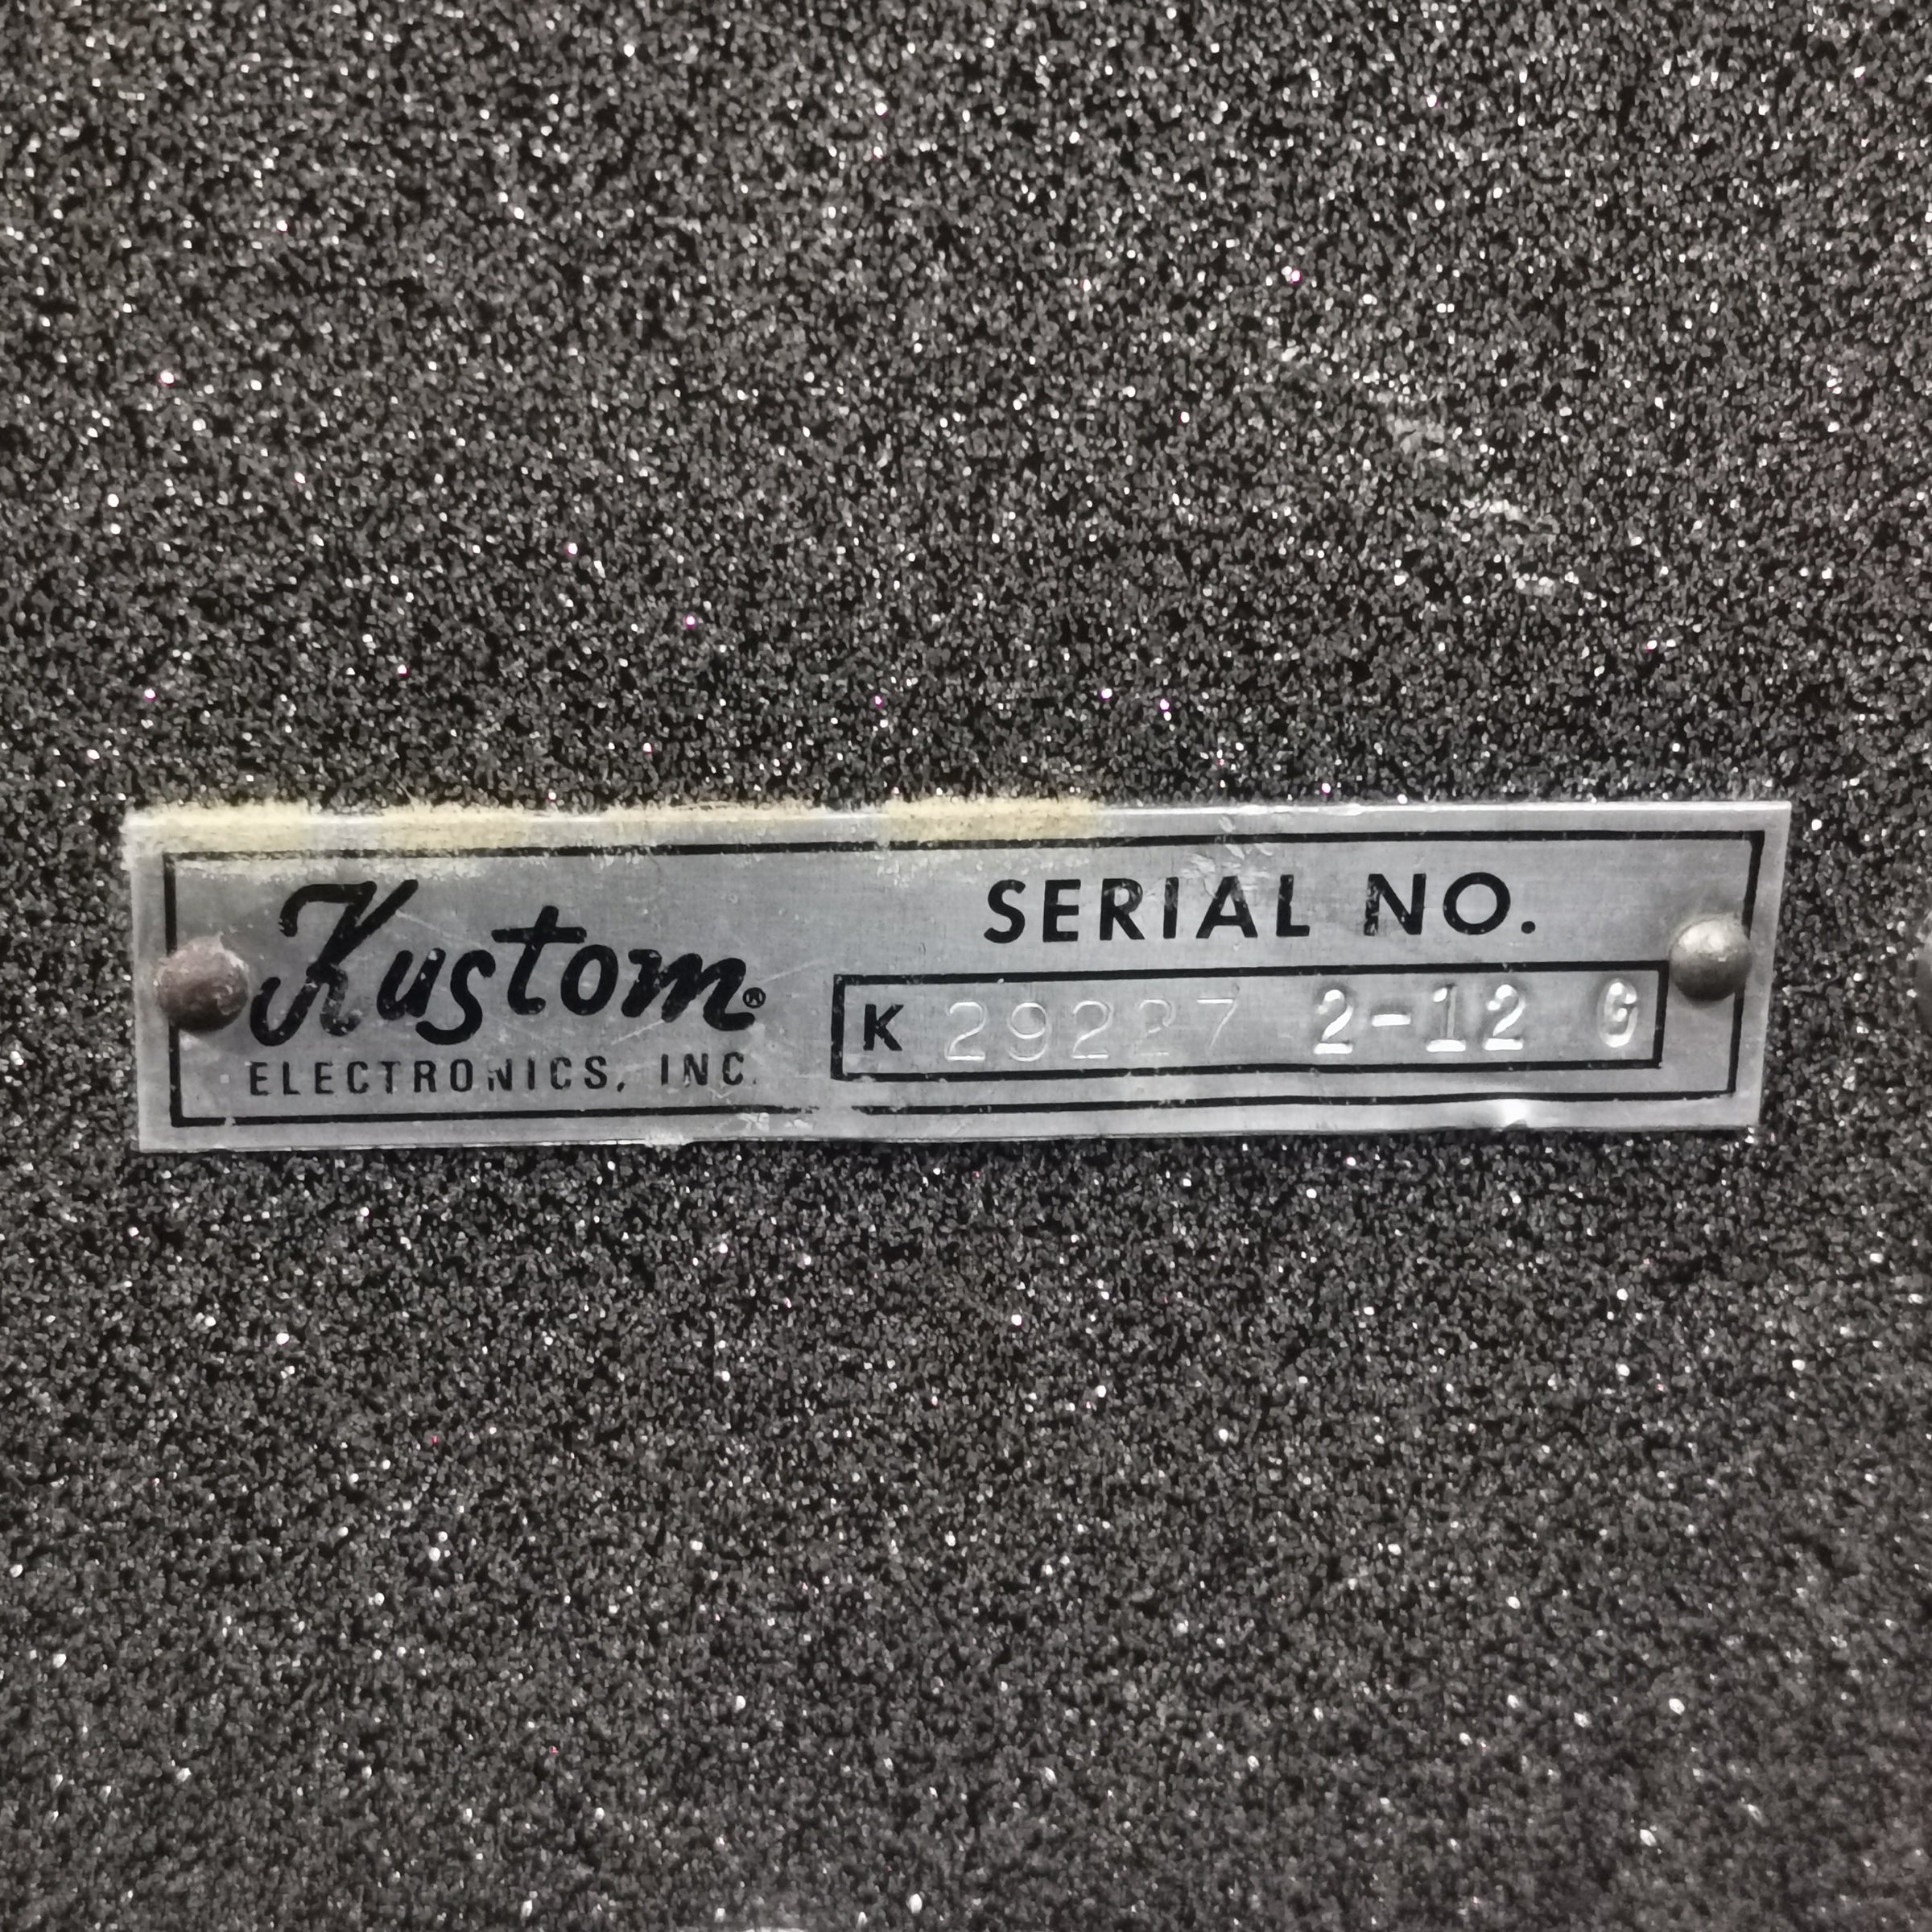 Kustom®
ELECTRONICS, INC.
SERIAL NO.
K 29227 2-12 G